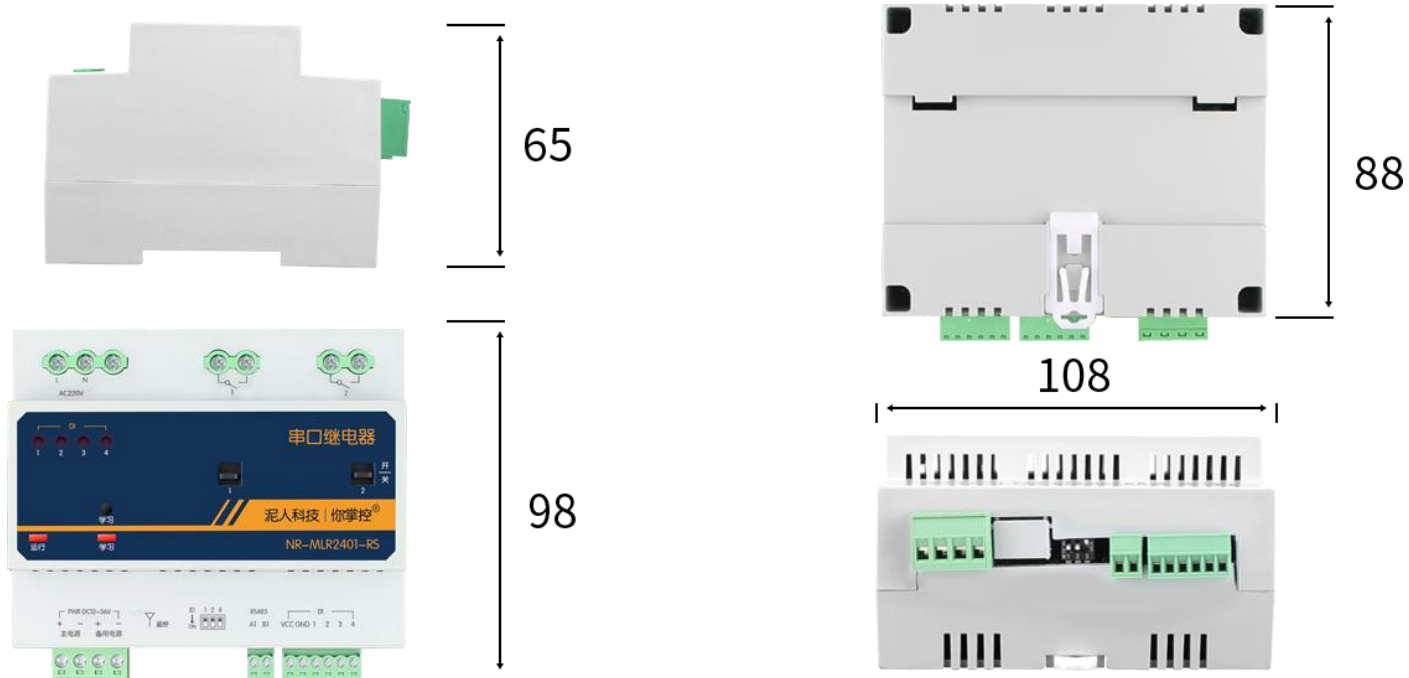 65
88
L N
AC220V
1
2
DI
1 2 3 4
串口继电器
开
关
1
2
学习
泥人科技 | 你掌控®
运行
学习
NR-MLR2401-RS
98
108
PWR DC12~36V
+ - + -
主电源 备用电源
遥控
ID 1 2 4
ON
RS485
A1 B1
DI
VCC GND 1 2 3 4